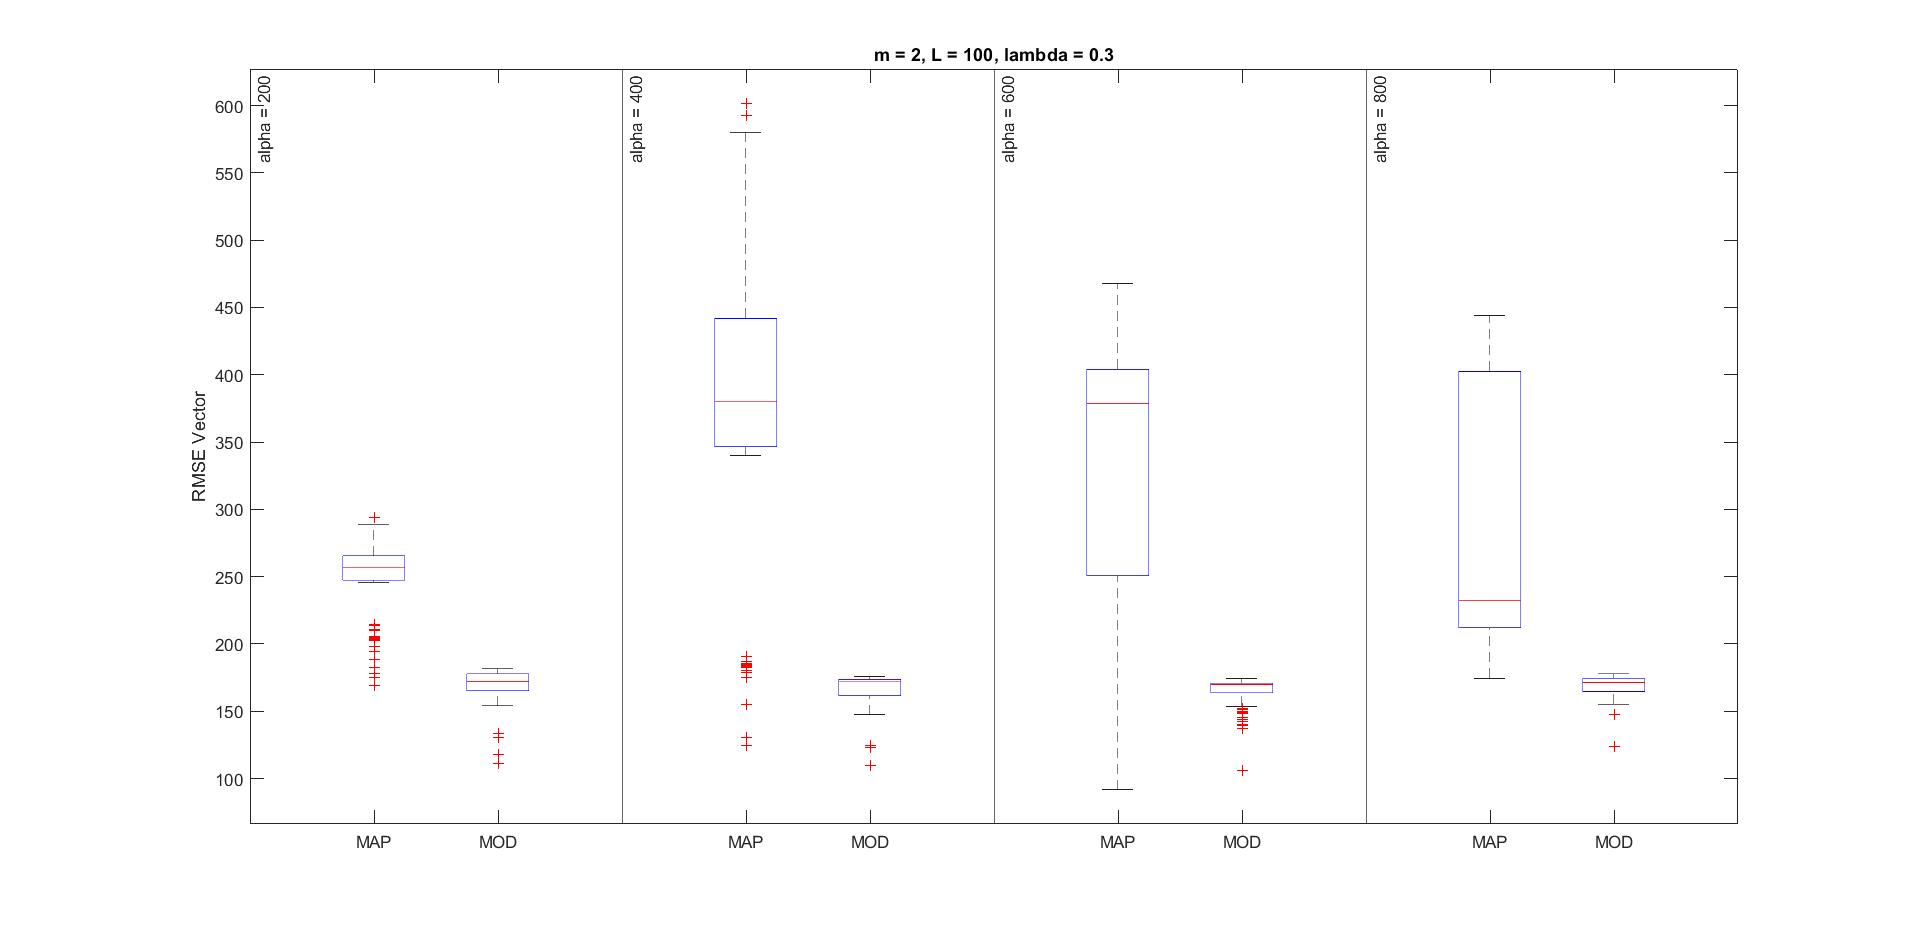 m = 2, L = 100, lambda = 0.3
alpha = 200
alpha = 400
alpha = 600
alpha = 800
RMSE Vector
600
550
500
450
400
350
300
250
200
150
100
MAP MOD MAP MOD MAP MOD MAP MOD